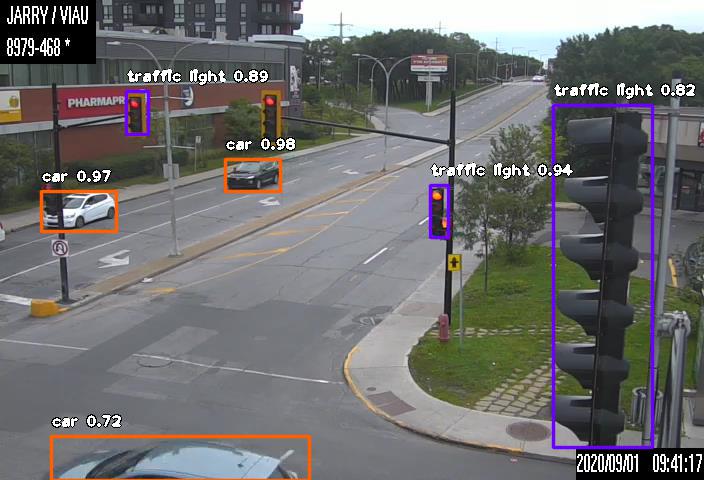 JARRY / VIAU
8979-468 *
traffic light 0.89
traffic light 0.82
PHARMAPR
car 0.98
car 0.97
traffic light 0.94
car 0.72
2020/09/01 09:41:17